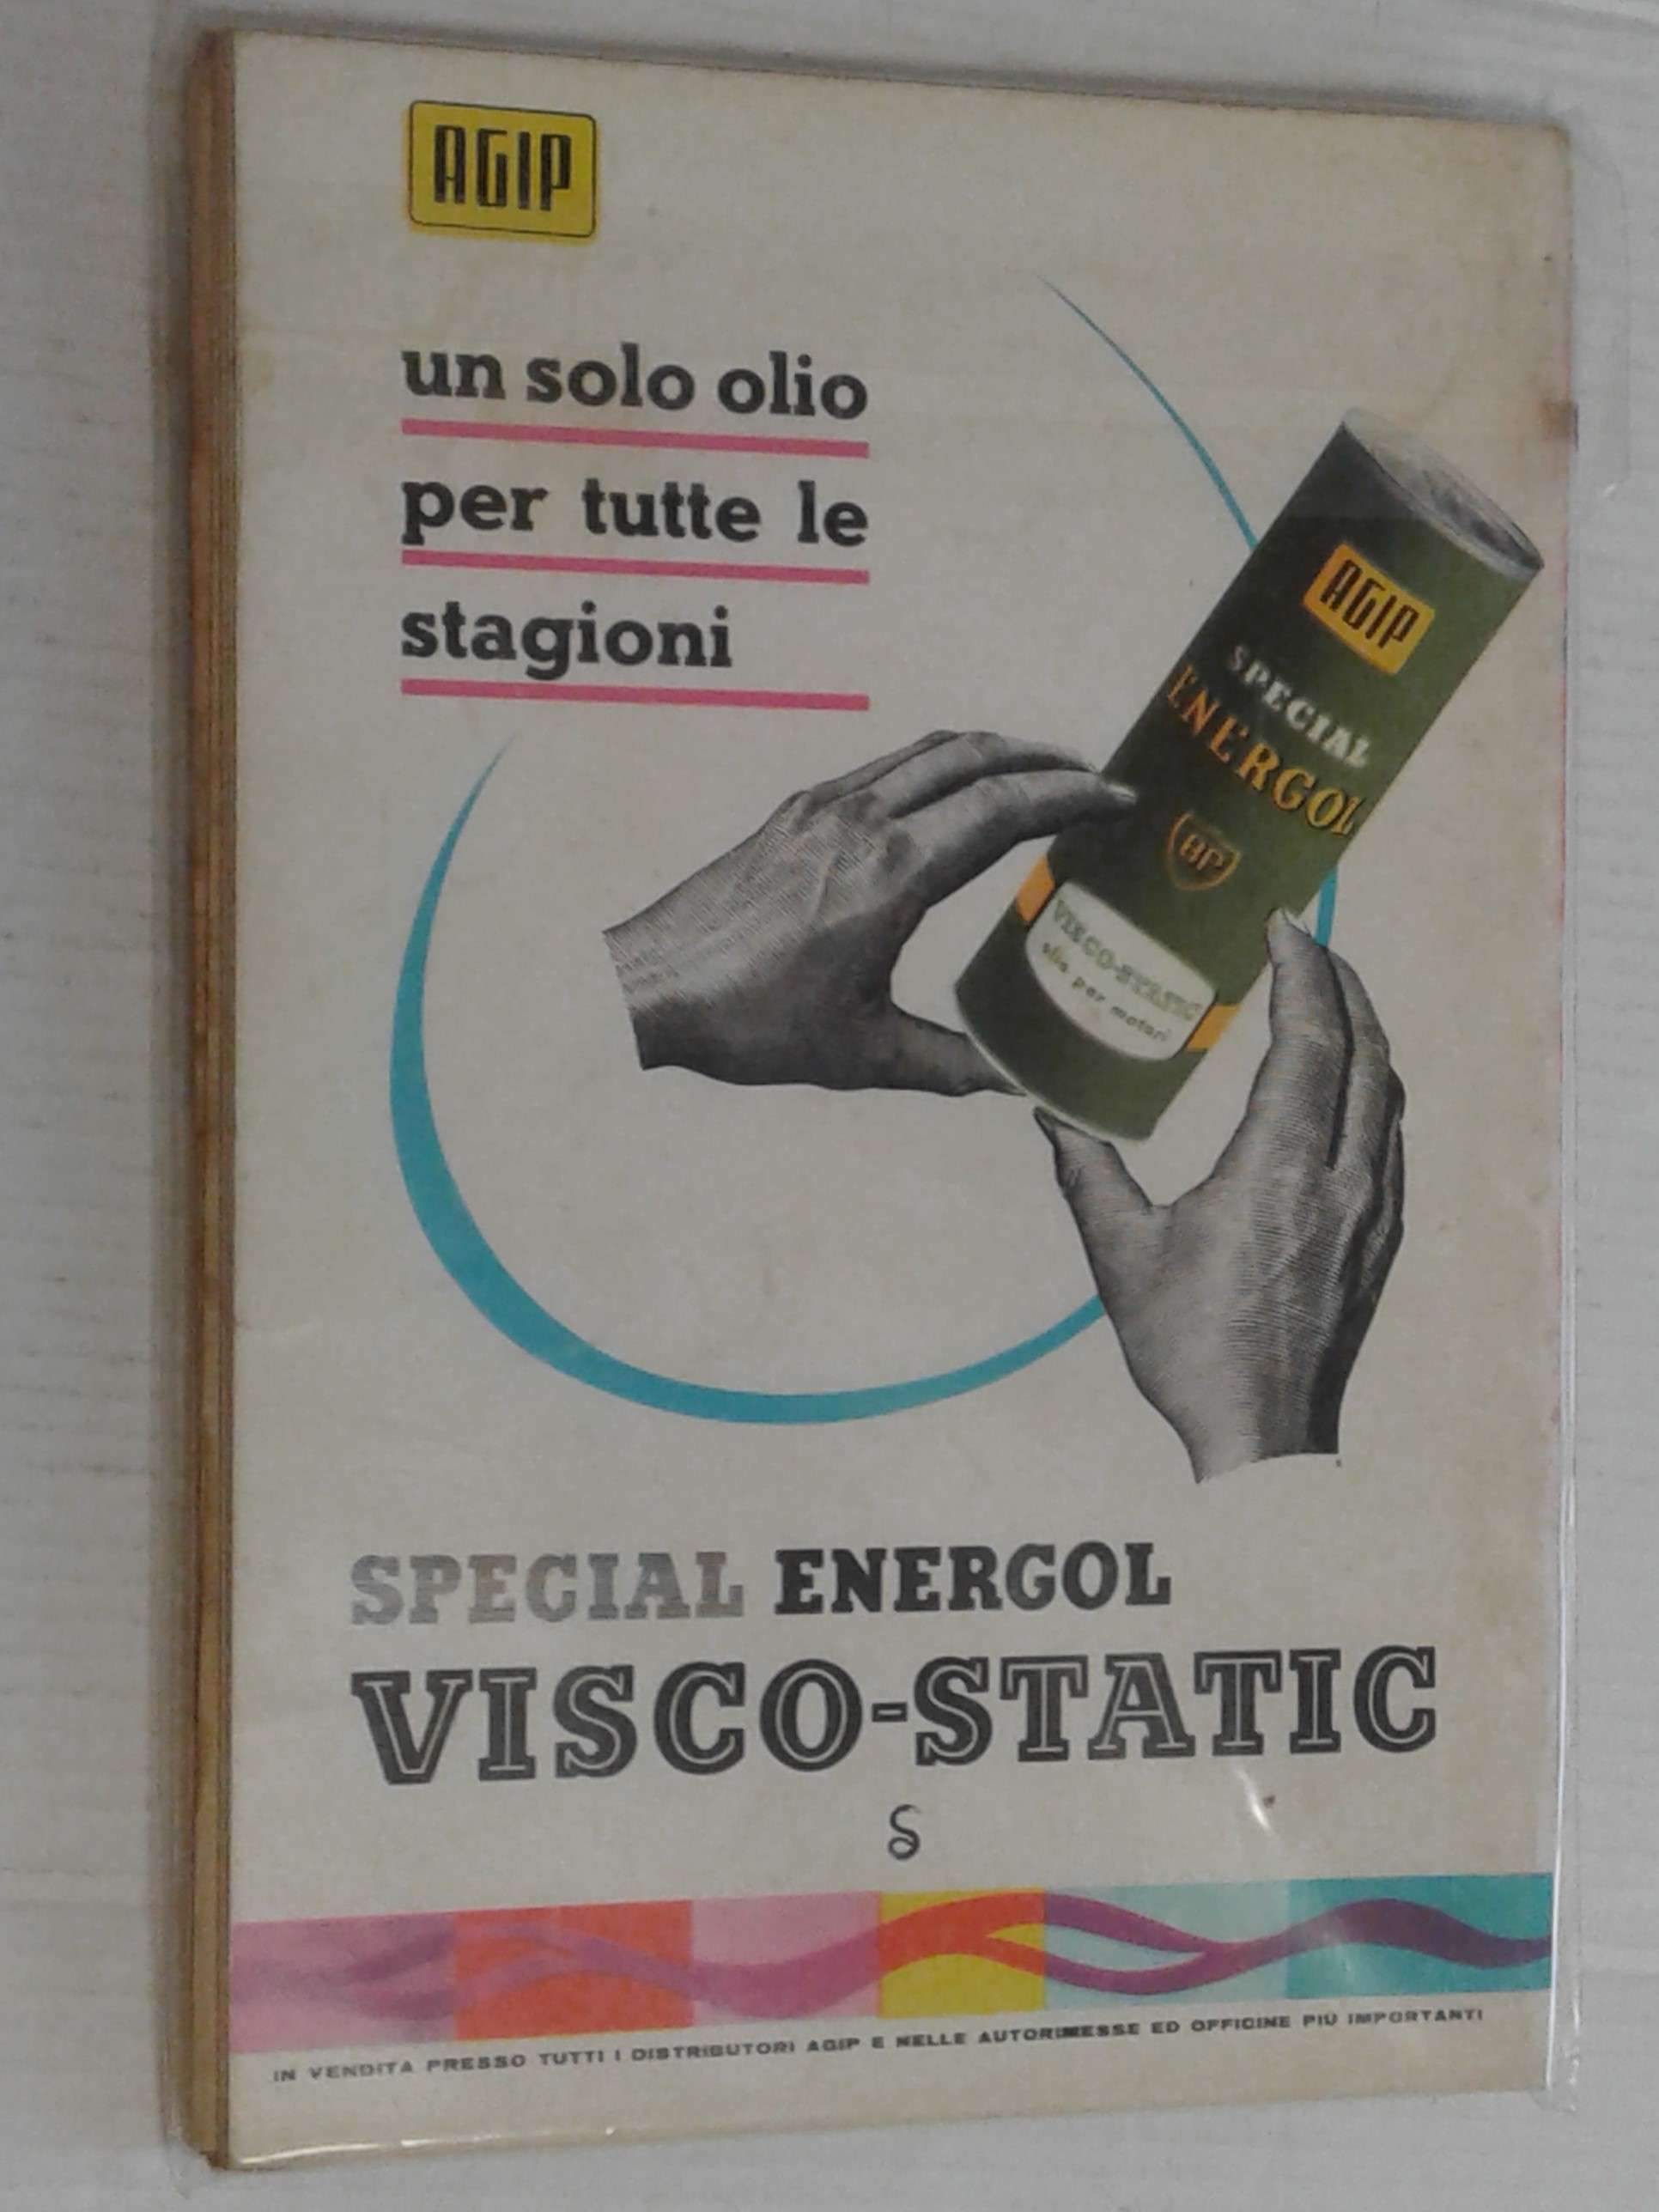 AGIP
un solo olio
per tutte le
stagioni
AGIP
SPECIAL
ENERGOL
BP
VISCO-STATIC
olio per motori
SPECIAL ENERGOL
VISCO-STATIC
IN VENDITA PRESSO TUTTI I DISTRIBUTORI AGIP E NELLE AUTORIMESSE ED OFFICINE PIÙ IMPORTANTI